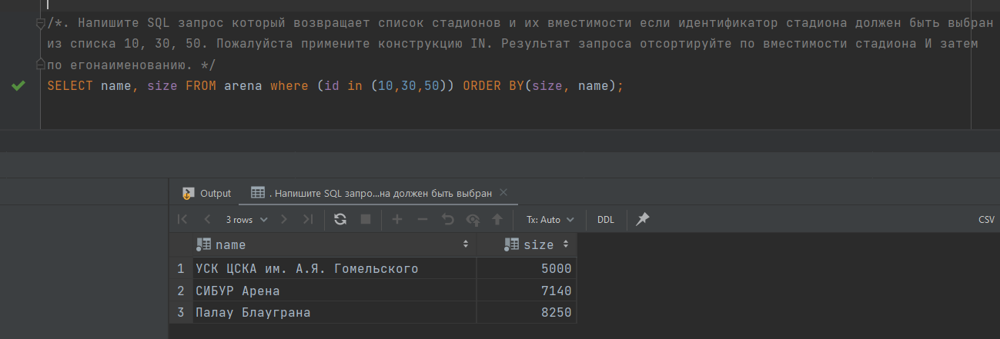 /*. Напишите SQL запрос который возвращает список стадионов и их вместимости если идентификатор стадиона должен быть выбран
из списка 10, 30, 50. Пожалуйста примените конструкцию IN. Результат запроса отсортируйте по вместимости стадиона И затем
по егонаименованию. */
SELECT name, size FROM arena where (id in (10,30,50)) ORDER BY(size, name);
Output . Напишите SQL запро...на должен быть выбран
3 rows Tx: Auto DDL CSV
name size
1 УСК ЦСКА им. А.Я. Гомельского 5000
2 СИБУР Арена 7140
3 Палау Блауграна 8250